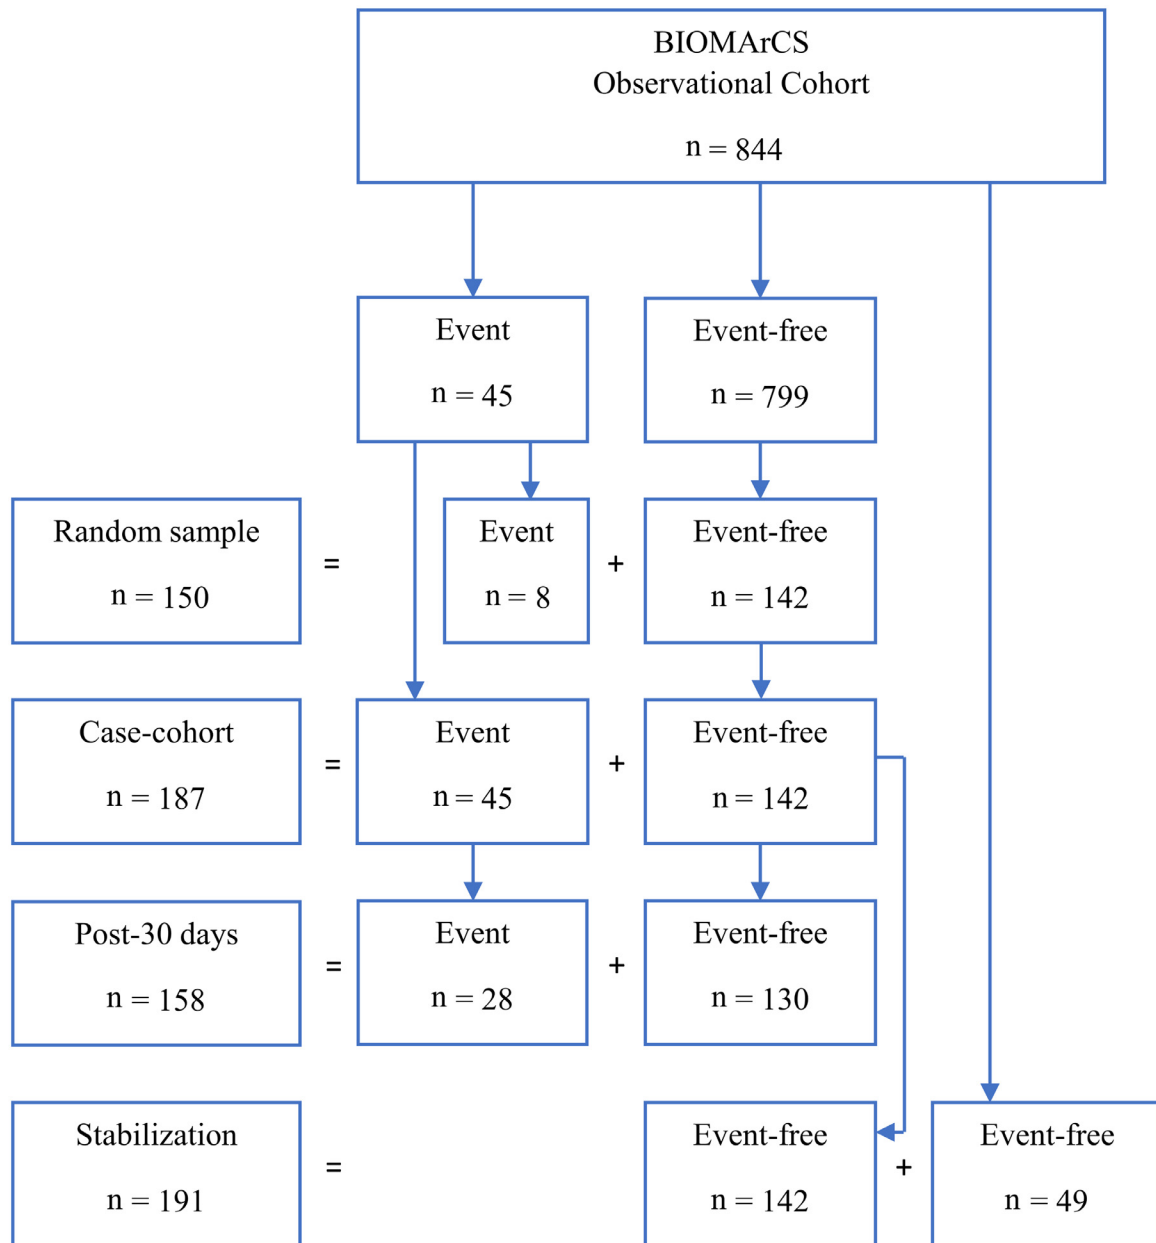 BIOMArCS
Observational Cohort
n = 844
Event
n = 45
Event-free
n = 799
Random sample
n = 150
=
Event
n = 8
+
Event-free
n = 142
Case-cohort
n = 187
=
Event
n = 45
+
Event-free
n = 142
Post-30 days
n = 158
=
Event
n = 28
+
Event-free
n = 130
Stabilization
n = 191
=
Event-free
n = 142
+
Event-free
n = 49